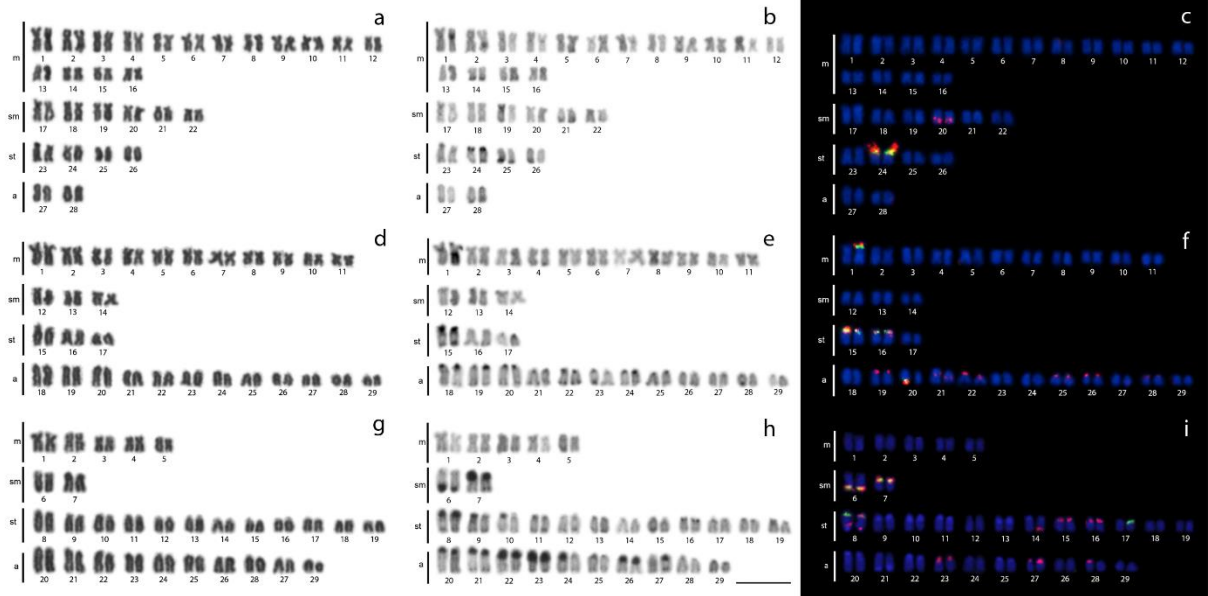 a
m
1 2 3 4 5 6 7 8 9 10 11 12
13 14 15 16
sm
17 18 19 20 21 22
st
23 24 25 26
a
27 28
b
m
1 2 3 4 5 6 7 8 9 10 11 12
13 14 15 16
sm
17 18 19 20 21 22
st
23 24 25 26
a
27 28
c
m
1 2 3 4 5 6 7 8 9 10 11 12
13 14 15 16
sm
17 18 19 20 21 22
st
23 24 25 26
a
27 28
d
m
1 2 3 4 5 6 7 8 9 10 11
sm
12 13 14
st
15 16 17
a
18 19 20 21 22 23 24 25 26 27 28 29
e
m
1 2 3 4 5 6 7 8 9 10 11
sm
12 13 14
st
15 16 17
a
18 19 20 21 22 23 24 25 26 27 28 29
f
m
1 2 3 4 5 6 7 8 9 10 11
sm
12 13 14
st
15 16 17
a
18 19 20 21 22 23 24 25 26 27 28 29
g
m
1 2 3 4 5
sm
6 7
st
8 9 10 11 12 13 14 15 16 17 18 19
a
20 21 22 23 24 25 26 28 27 29
h
m
1 2 3 4 5
sm
6 7
st
8 9 10 11 12 13 14 15 16 17 18 19
a
20 21 22 23 24 25 26 27 28 29
i
m
1 2 3 4 5
sm
6 7
st
8 9 10 11 12 13 14 15 16 17 18 19
a
20 21 22 23 24 25 26 27 28 29